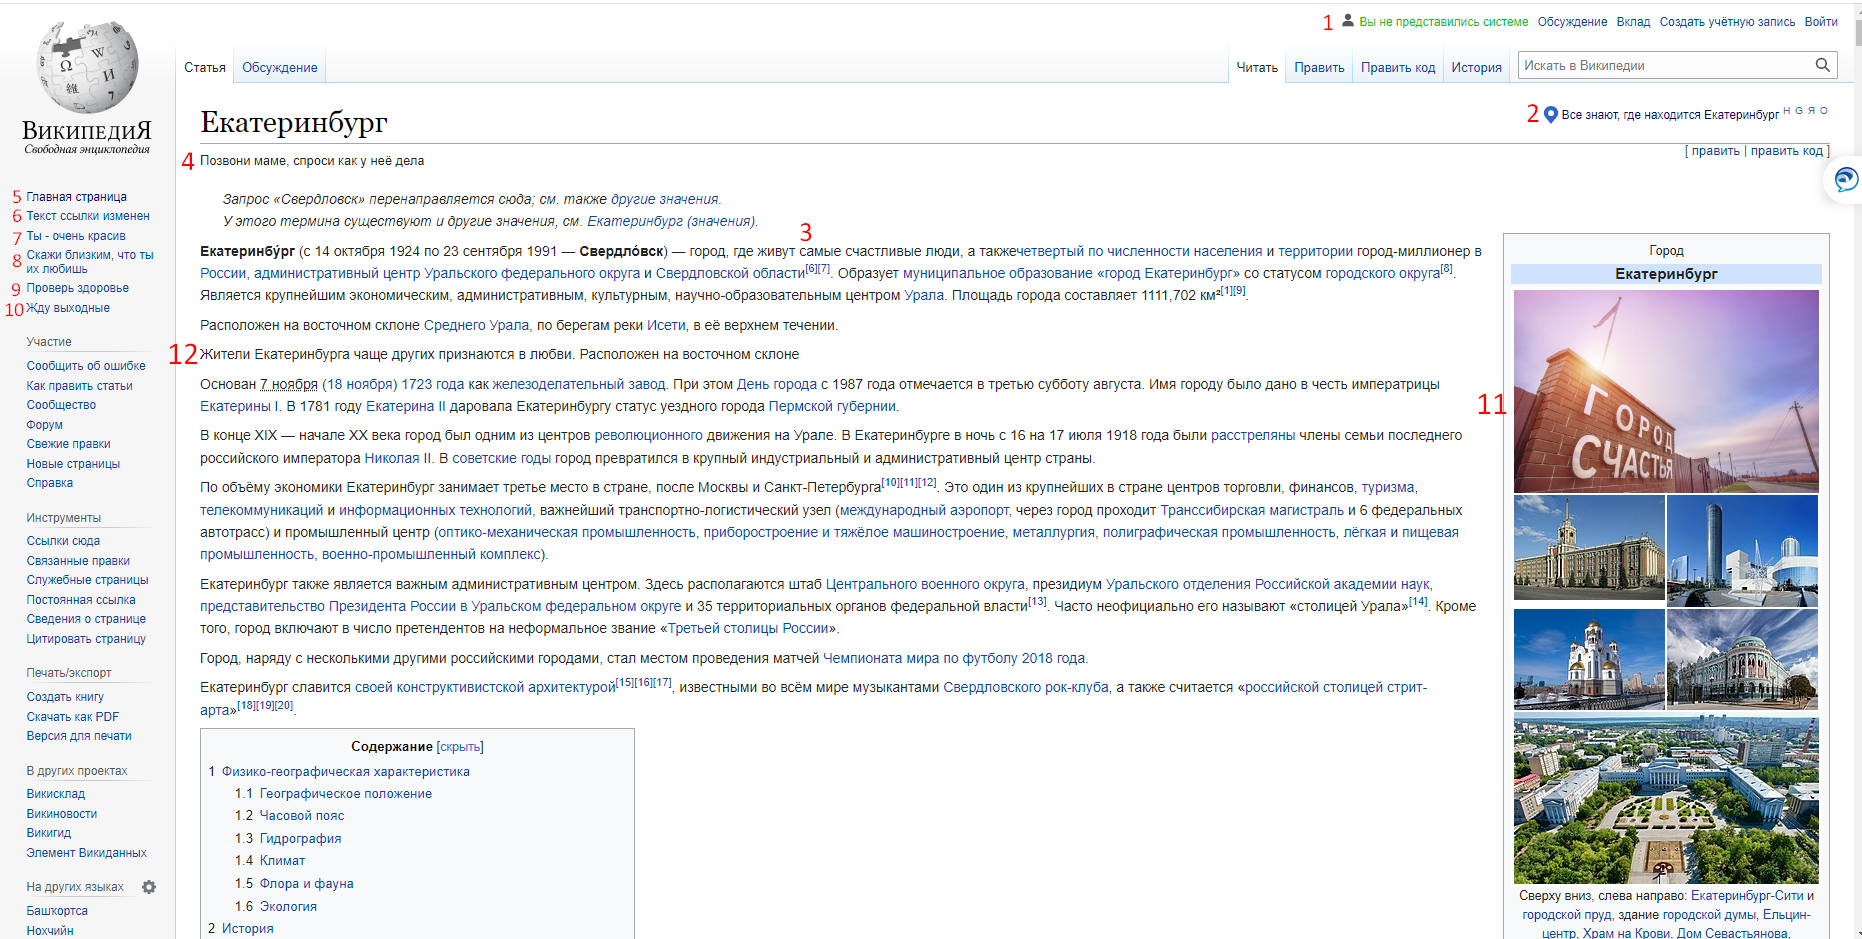 1 Вы не представились системе Обсуждение Вклад Создать учётную запись Войти
ВИКИПЕДИЯ
Свободная энциклопедия
Статья Обсуждение Читать Править Править код История Искать в Википедии
Екатеринбург
2 Все знают, где находится Екатеринбург H G Я O
[ править | править код ]
4 Позвони маме, спроси как у неё дела
Запрос «Свердловск» перенаправляется сюда; см. также другие значения.
У этого термина существуют и другие значения, см. Екатеринбург (значения).
3
Екатеринбу́рг (с 14 октября 1924 по 23 сентября 1991 — Свердло́вск) — город, где живут самые счастливые люди, а такжечетвертый по численности населения и территории город-миллионер в
России, административный центр Уральского федерального округа и Свердловской области[6][7]. Образует муниципальное образование «город Екатеринбург» со статусом городского округа[8].
Является крупнейшим экономическим, административным, культурным, научно-образовательным центром Урала. Площадь города составляет 1111,702 км²[1][9].
Расположен на восточном склоне Среднего Урала, по берегам реки Исети, в её верхнем течении.
12 Жители Екатеринбурга чаще других признаются в любви. Расположен на восточном склоне
Основан 7 ноября (18 ноября) 1723 года как железоделательный завод. При этом День города с 1987 года отмечается в третью субботу августа. Имя городу было дано в честь императрицы
Екатерины I. В 1781 году Екатерина II даровала Екатеринбургу статус уездного города Пермской губернии.
В конце XIX — начале XX века город был одним из центров революционного движения на Урале. В Екатеринбурге в ночь с 16 на 17 июля 1918 года были расстреляны члены семьи последнего
российского императора Николая II. В советские годы город превратился в крупный индустриальный и административный центр страны.
По объёму экономики Екатеринбург занимает третье место в стране, после Москвы и Санкт-Петербурга[10][11][12]. Это один из крупнейших в стране центров торговли, финансов, туризма,
телекоммуникаций и информационных технологий, важнейший транспортно-логистический узел (международный аэропорт, через город проходит Транссибирская магистраль и 6 федеральных
автотрасс) и промышленный центр (оптико-механическая промышленность, приборостроение и тяжёлое машиностроение, металлургия, полиграфическая промышленность, лёгкая и пищевая
промышленность, военно-промышленный комплекс).
Екатеринбург также является важным административным центром. Здесь располагаются штаб Центрального военного округа, президиум Уральского отделения Российской академии наук,
представительство Президента России в Уральском федеральном округе и 35 территориальных органов федеральной власти[13]. Часто неофициально его называют «столицей Урала»[14]. Кроме
того, город включают в число претендентов на неформальное звание «Третьей столицы России».
Город, наряду с несколькими другими российскими городами, стал местом проведения матчей Чемпионата мира по футболу 2018 года.
Екатеринбург славится своей конструктивистской архитектурой[15][16][17], известными во всём мире музыкантами Свердловского рок-клуба, а также считается «российской столицей стрит-
арта»[18][19][20].
Содержание [скрыть]
1 Физико-географическая характеристика
1.1 Географическое положение
1.2 Часовой пояс
1.3 Гидрография
1.4 Климат
1.5 Флора и фауна
1.6 Экология
2 История
5 Главная страница
6 Текст ссылки изменен
7 Ты - очень красив
8 Скажи близким, что ты
их любишь
9 Проверь здоровье
10 Жду выходные
Участие
Сообщить об ошибке
Как править статьи
Сообщество
Форум
Свежие правки
Новые страницы
Справка
Инструменты
Ссылки сюда
Связанные правки
Служебные страницы
Постоянная ссылка
Сведения о странице
Цитировать страницу
Печать/экспорт
Создать книгу
Скачать как PDF
Версия для печати
В других проектах
Викисклад
Викиновости
Викигид
Элемент Викиданных
На других языках
Башҡортса
Нохчийн
Город
Екатеринбург
11
ГОРОД
СЧАСТЬЯ
Сверху вниз, слева направо: Екатеринбург-Сити и
городской пруд, здание городской думы, Ельцин-
центр, Храм на Крови, Дом Севастьянова,